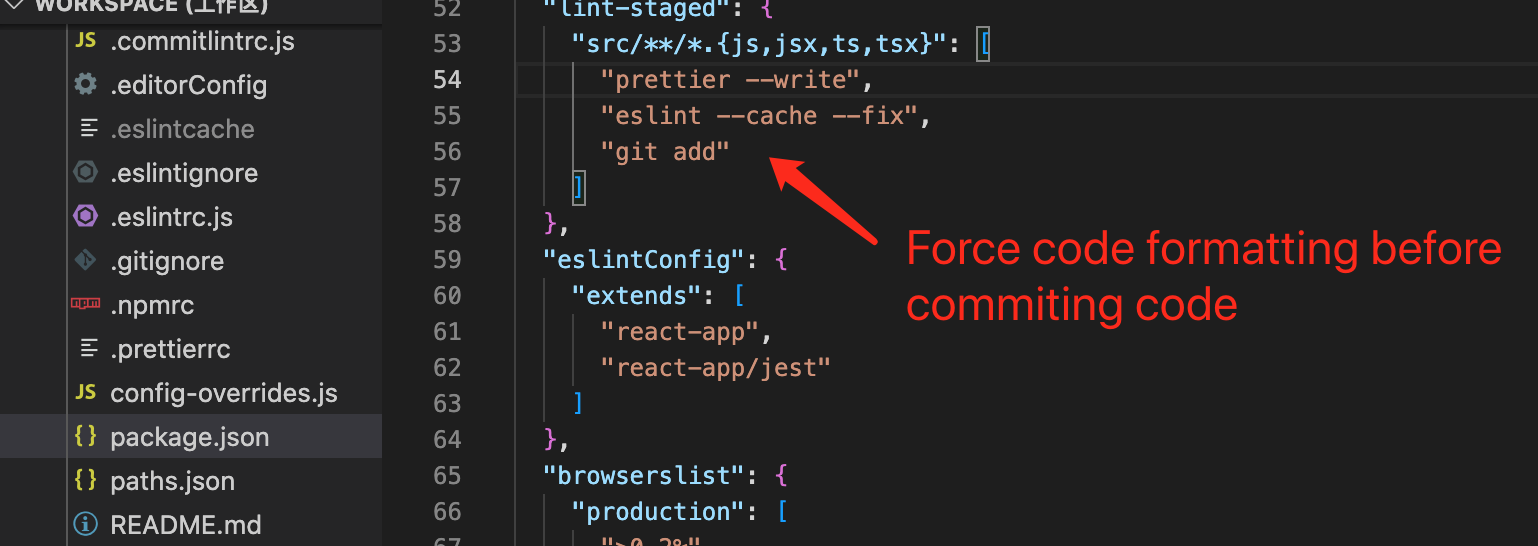 WORKSPACE (工作区)
.commitlintrc.js
.editorConfig
.eslintcache
.eslintignore
.eslintrc.js
.gitignore
.npmrc
.prettierrc
config-overrides.js
package.json
paths.json
README.md
52 "lint-staged": {
53 "src/**/*.{js,jsx,ts,tsx}": [
54 "prettier --write",
55 "eslint --cache --fix",
56 "git add"
57 ]
58 },
59 "eslintConfig": {
60 "extends": [
61 "react-app",
62 "react-app/jest"
63 ]
64 },
65 "browserslist": {
66 "production": [
67 ">0.2%"
Force code formatting before
commiting code